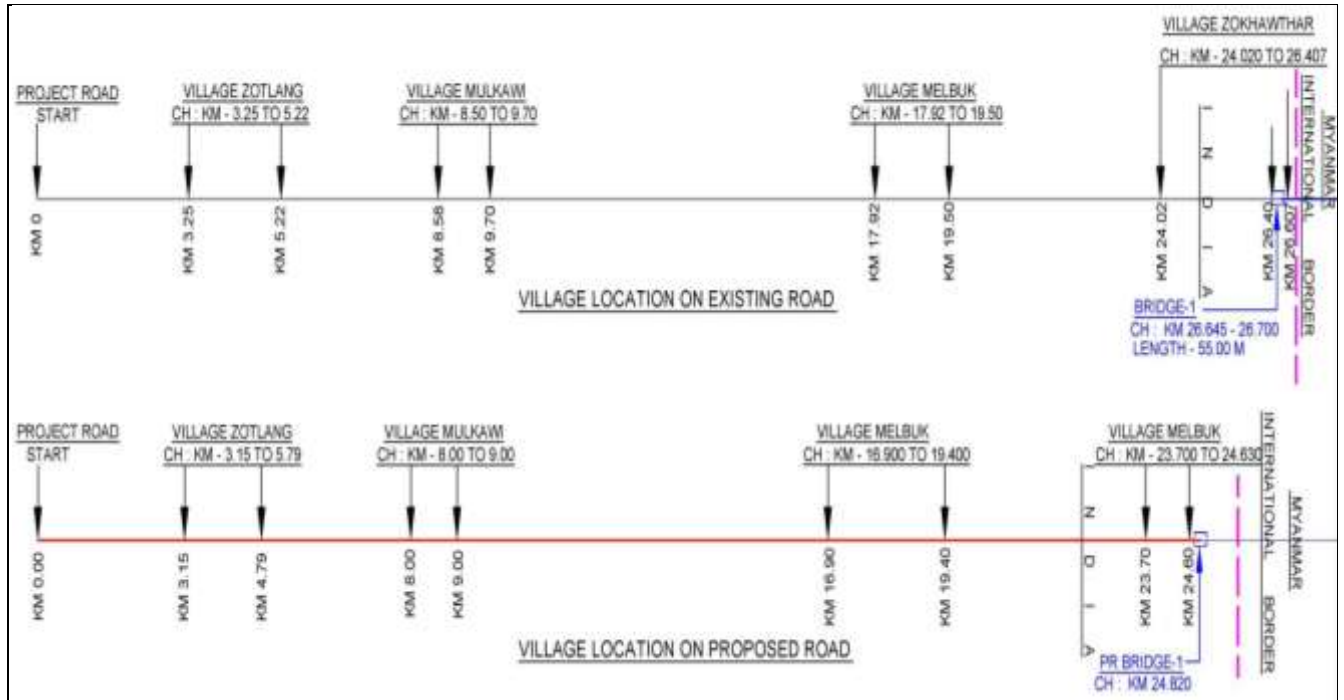 VILLAGE ZOKHAWTHAR
CH : KM - 24.020 TO 26.407
PROJECT ROAD
START
VILLAGE ZOTLANG
CH : KM - 3.25 TO 5.22
VILLAGE MULKAWI
CH : KM - 8.50 TO 9.70
VILLAGE MELBUK
CH : KM - 17.92 TO 19.50
INDIA
INTERNATIONAL BORDER
MYANMAR
KM 0
KM 3.25
KM 5.22
KM 8.58
KM 9.70
KM 17.92
KM 19.50
KM 24.02
KM 26.40
VILLAGE LOCATION ON EXISTING ROAD
BRIDGE-1
CH : KM 26.645 - 26.700
LENGTH - 55.00 M
PROJECT ROAD
START
VILLAGE ZOTLANG
CH : KM - 3.15 TO 5.79
VILLAGE MULKAWI
CH : KM - 8.00 TO 9.00
VILLAGE MELBUK
CH : KM - 16.900 TO 19.400
VILLAGE MELBUK
CH : KM - 23.700 TO 24.630
INDIA
INTERNATIONAL BORDER
MYANMAR
KM 0.00
KM 3.15
KM 4.79
KM 8.00
KM 9.00
KM 16.90
KM 19.40
KM 23.70
KM 24.60
VILLAGE LOCATION ON PROPOSED ROAD
PR BRIDGE-1
CH : KM 24.820